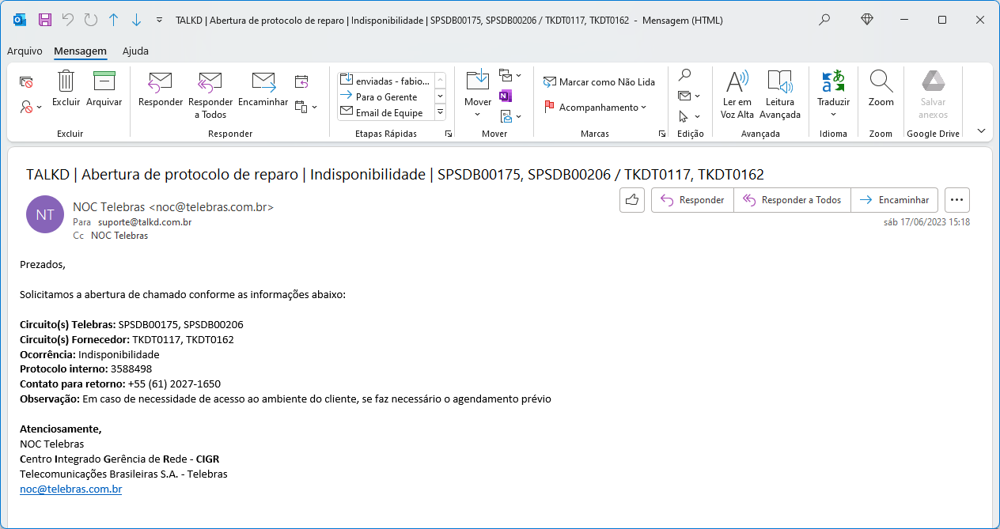 TALKD | Abertura de protocolo de reparo | Indisponibilidade | SPSDB00175, SPSDB00206 / TKDT0117, TKDT0162 - Mensagem (HTML)
Arquivo Mensagem Ajuda
Excluir Arquivar
Excluir
Responder Responder a Todos Encaminhar
Responder
enviadas - fabio...
Para o Gerente
Email de Equipe
Etapas Rápidas
Mover
Mover
Marcar como Não Lida
Acompanhamento
Marcas
Edição
Ler em Voz Alta Leitura Avançada
Avançada
Traduzir
Idioma
Zoom
Zoom
Salvar anexos
Google Drive
TALKD | Abertura de protocolo de reparo | Indisponibilidade | SPSDB00175, SPSDB00206 / TKDT0117, TKDT0162
NT
NOC Telebras <noc@telebras.com.br>
Para suporte@talkd.com.br
Cc NOC Telebras
Responder Responder a Todos Encaminhar
sáb 17/06/2023 15:18
Prezados,
Solicitamos a abertura de chamado conforme as informações abaixo:
Circuito(s) Telebras: SPSDB00175, SPSDB00206
Circuito(s) Fornecedor: TKDT0117, TKDT0162
Ocorrência: Indisponibilidade
Protocolo interno: 3588498
Contato para retorno: +55 (61) 2027-1650
Observação: Em caso de necessidade de acesso ao ambiente do cliente, se faz necessário o agendamento prévio
Atenciosamente,
NOC Telebras
Centro Integrado Gerência de Rede - CIGR
Telecomunicações Brasileiras S.A. - Telebras
noc@telebras.com.br